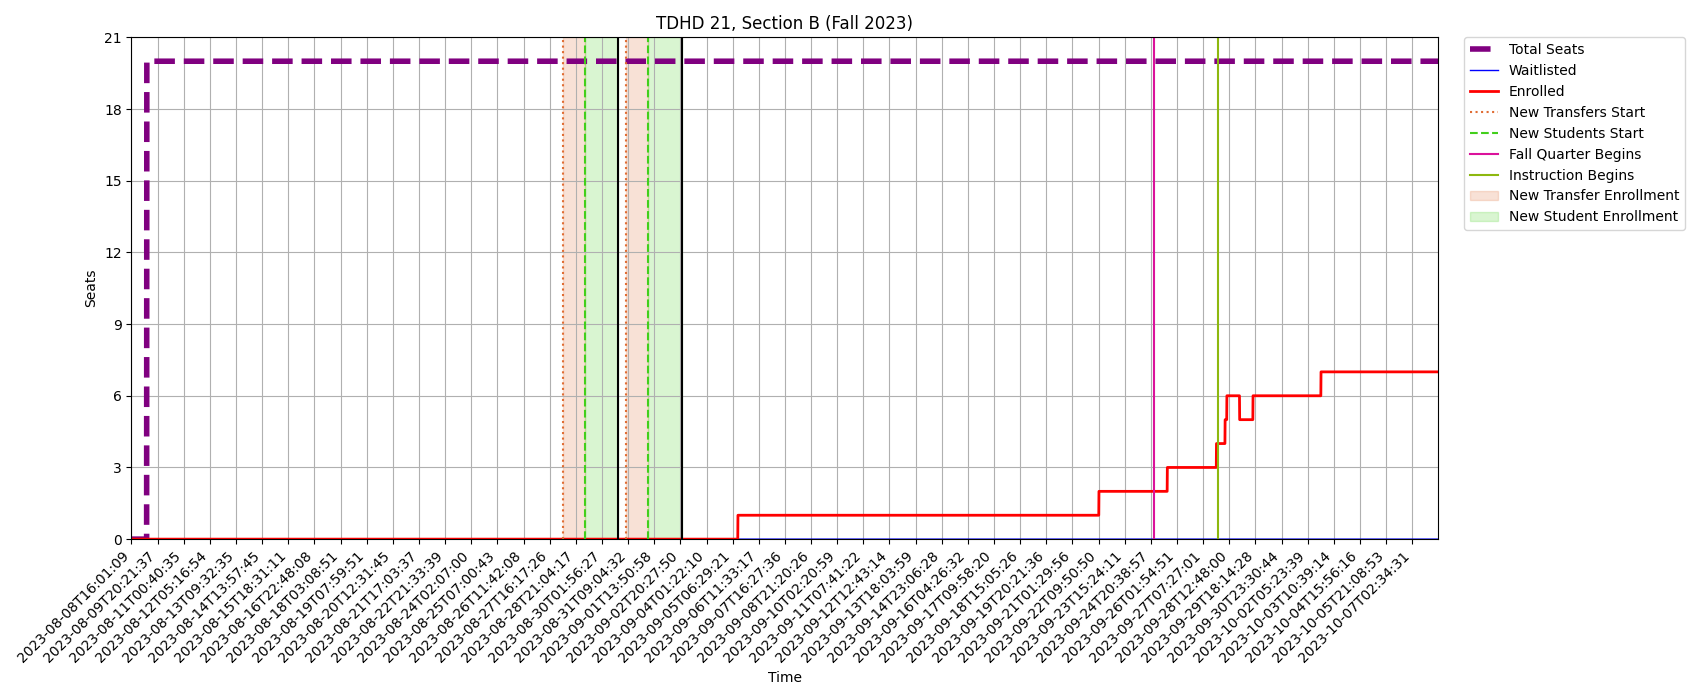 TDHD 21, Section B (Fall 2023)
21
18
15
12
9
6
3
0
Seats
2023-08-08T16:01:09
2023-08-09T20:21:37
2023-08-11T00:40:35
2023-08-12T05:16:54
2023-08-13T09:32:35
2023-08-14T13:57:45
2023-08-15T18:31:11
2023-08-16T22:48:08
2023-08-18T03:08:51
2023-08-19T07:59:51
2023-08-20T12:31:45
2023-08-21T17:03:37
2023-08-22T21:33:39
2023-08-24T02:07:00
2023-08-25T07:00:43
2023-08-26T11:42:08
2023-08-27T16:17:26
2023-08-28T21:04:17
2023-08-30T01:56:27
2023-08-31T09:04:32
2023-09-01T13:50:58
2023-09-02T20:27:50
2023-09-04T01:22:10
2023-09-05T06:29:21
2023-09-06T11:33:17
2023-09-07T16:27:36
2023-09-08T21:20:26
2023-09-10T02:20:59
2023-09-11T07:41:22
2023-09-12T12:43:14
2023-09-13T18:03:59
2023-09-14T23:06:28
2023-09-16T04:26:32
2023-09-17T09:58:20
2023-09-18T15:05:26
2023-09-19T20:21:36
2023-09-21T01:29:56
2023-09-22T09:50:50
2023-09-23T15:24:11
2023-09-24T20:38:57
2023-09-26T01:54:51
2023-09-27T07:27:01
2023-09-28T12:48:00
2023-09-29T18:14:28
2023-09-30T23:30:44
2023-10-02T05:23:39
2023-10-03T10:39:14
2023-10-04T15:56:16
2023-10-05T21:08:53
2023-10-07T02:34:31
Time
Total Seats
Waitlisted
Enrolled
New Transfers Start
New Students Start
Fall Quarter Begins
Instruction Begins
New Transfer Enrollment
New Student Enrollment